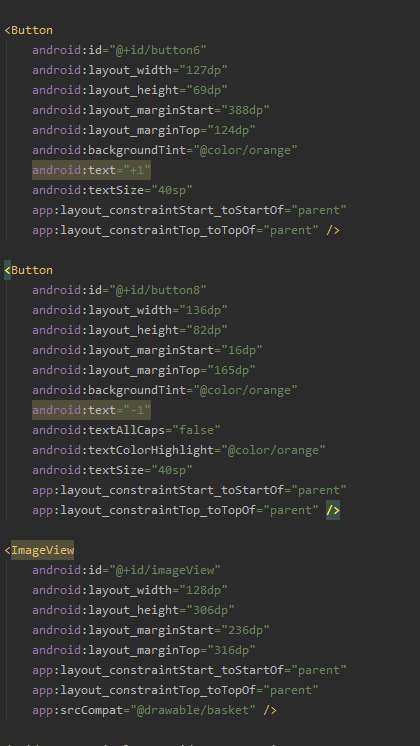 <Button
android:id="@+id/button6"
android:layout_width="127dp"
android:layout_height="69dp"
android:layout_marginStart="388dp"
android:layout_marginTop="124dp"
android:backgroundTint="@color/orange"
android:text="+1"
android:textSize="40sp"
app:layout_constraintStart_toStartOf="parent"
app:layout_constraintTop_toTopOf="parent" />
<Button
android:id="@+id/button8"
android:layout_width="136dp"
android:layout_height="82dp"
android:layout_marginStart="16dp"
android:layout_marginTop="165dp"
android:backgroundTint="@color/orange"
android:text="-1"
android:textAllCaps="false"
android:textColorHighlight="@color/orange"
android:textSize="40sp"
app:layout_constraintStart_toStartOf="parent"
app:layout_constraintTop_toTopOf="parent" />
<ImageView
android:id="@+id/imageView"
android:layout_width="128dp"
android:layout_height="306dp"
android:layout_marginStart="236dp"
android:layout_marginTop="316dp"
app:layout_constraintStart_toStartOf="parent"
app:layout_constraintTop_toTopOf="parent"
app:srcCompat="@drawable/basket" />